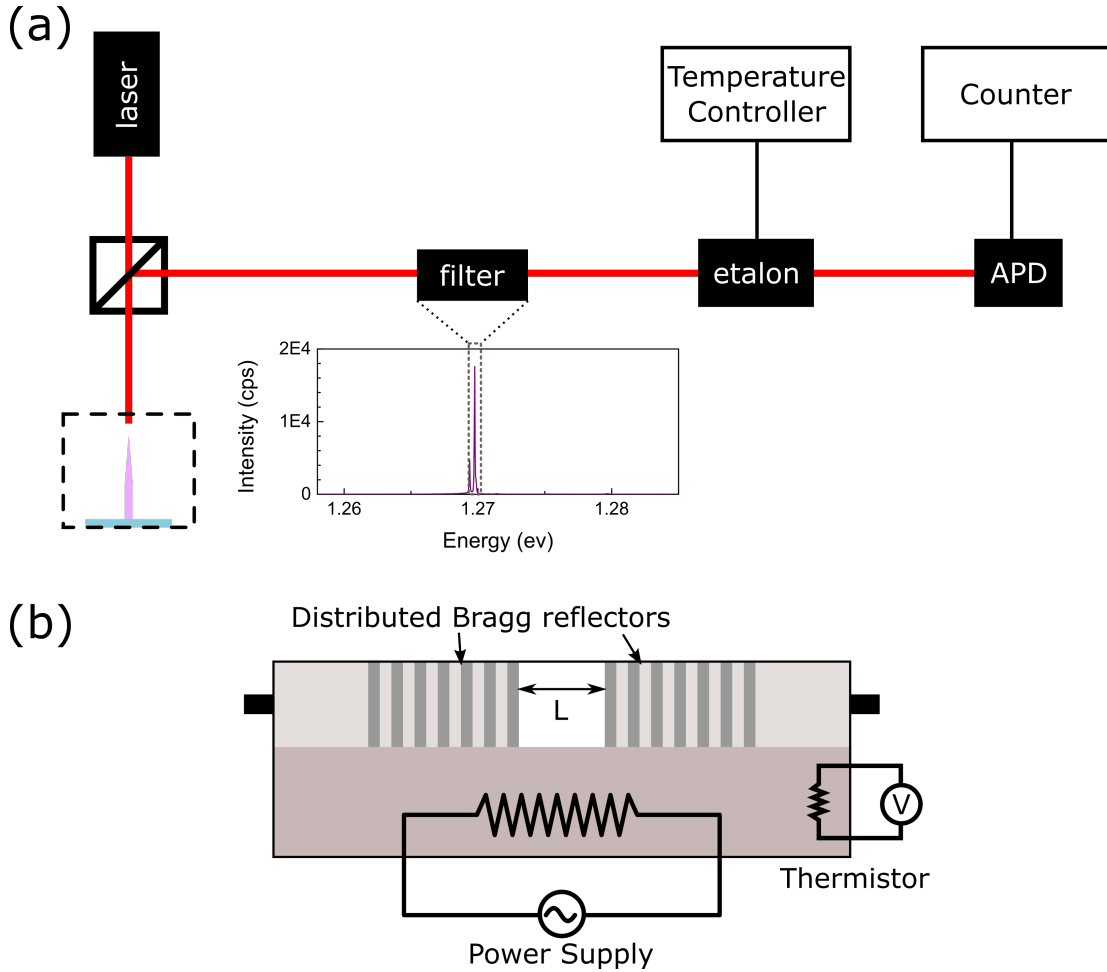 (a)
laser
Temperature
Controller
Counter
filter
etalon
APD
2E4
1E4
0
Intensity (cps)
1.26
1.27
1.28
Energy (ev)
(b)
Distributed Bragg reflectors
L
V
Thermistor
Power Supply